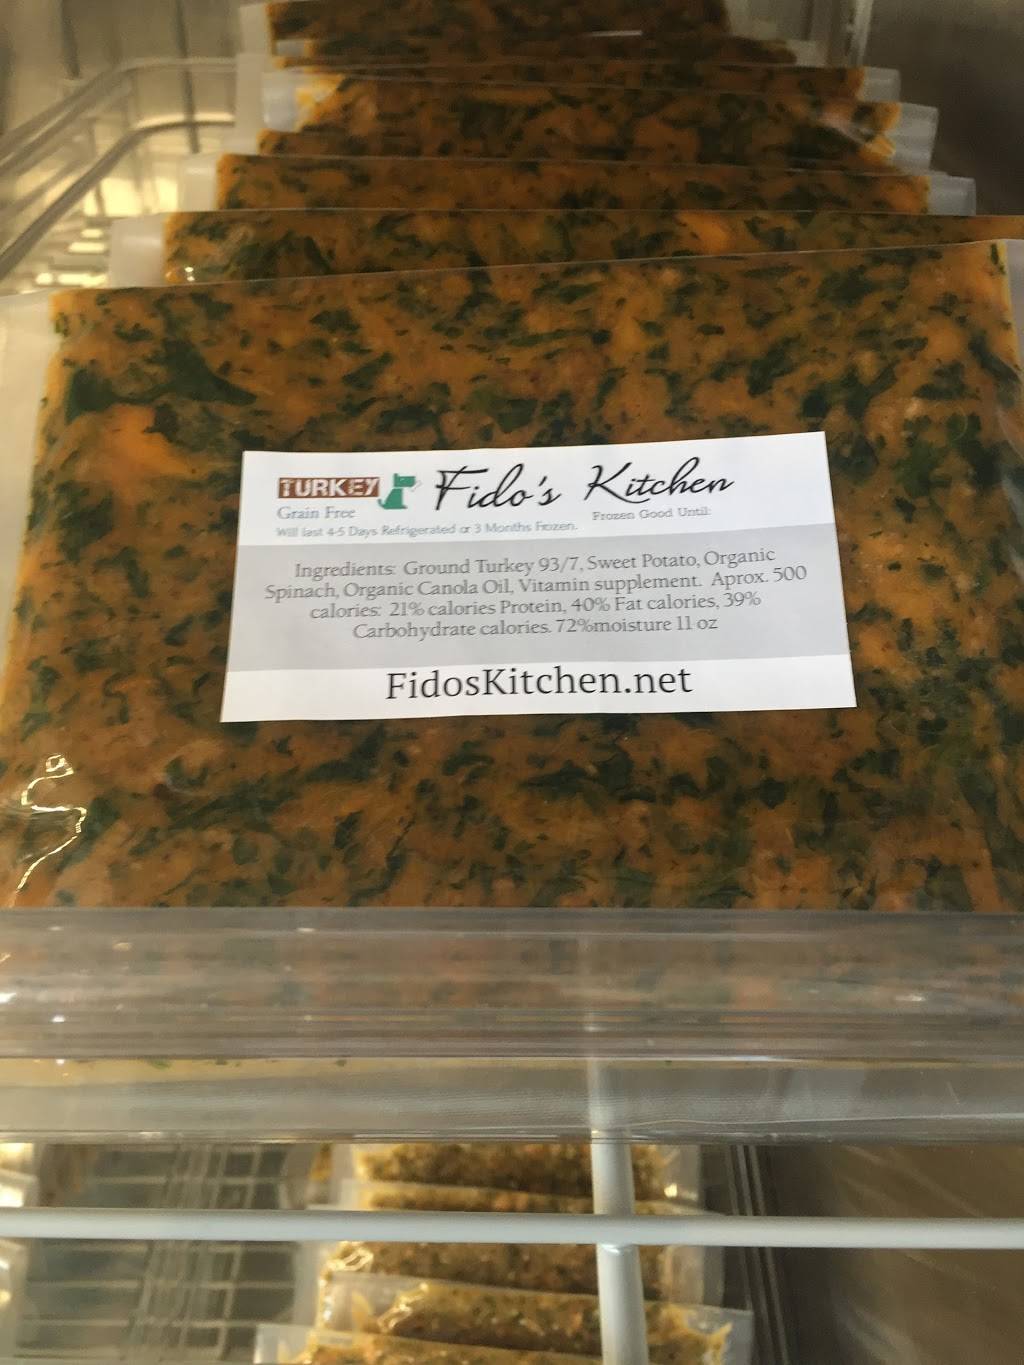 TURKEY Fido's Kitchen
Grain Free
Will last 4-5 Days Refrigerated or 3 Months Frozen. Frozen Good Until:
Ingredients: Ground Turkey 93/7, Sweet Potato, Organic
Spinach, Organic Canola Oil, Vitamin supplement. Aprox. 500
calories: 21% calories Protein, 40% Fat calories, 39%
Carbohydrate calories. 72%moisture 11 oz
FidosKitchen.net